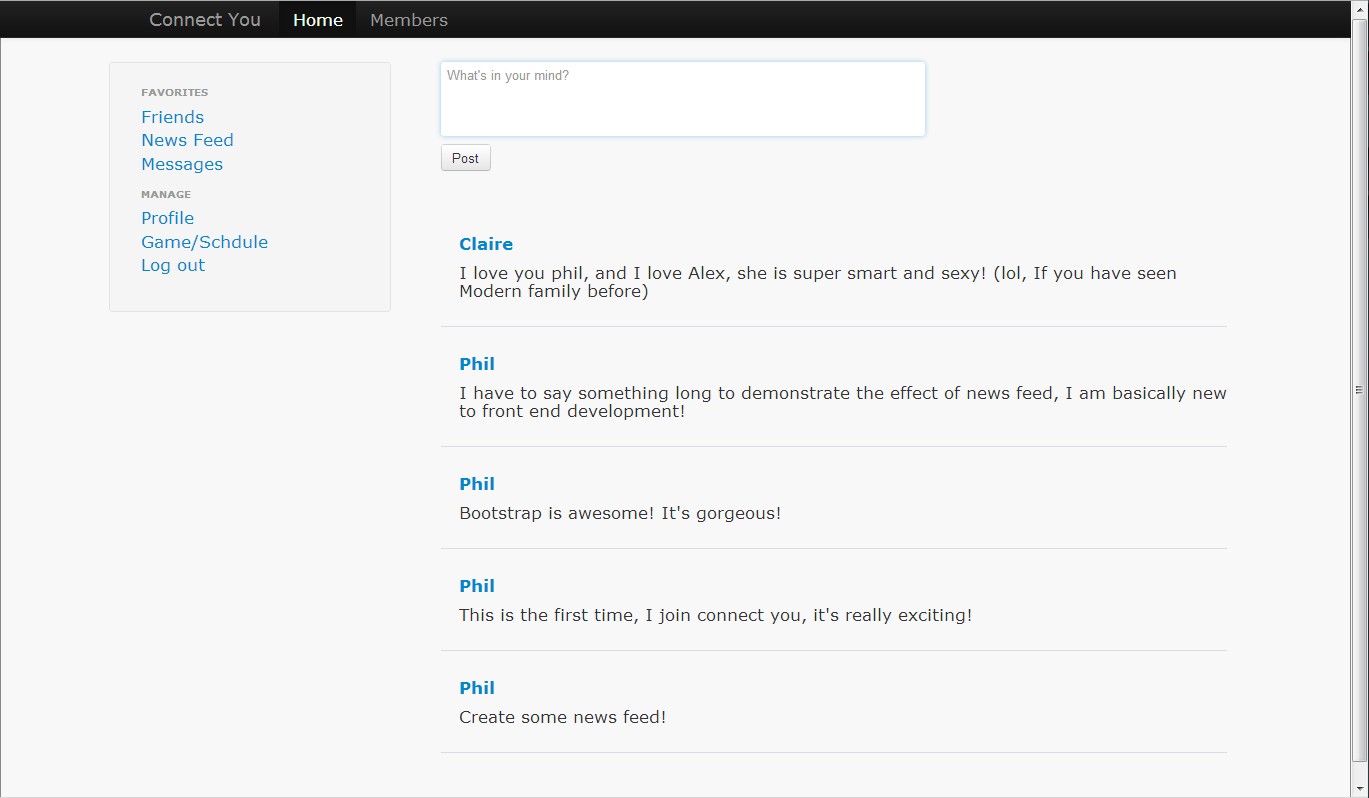 Connect You Home Members
FAVORITES
Friends
News Feed
Messages
MANAGE
Profile
Game/Schdule
Log out
What's in your mind?
Post
Claire
I love you phil, and I love Alex, she is super smart and sexy! (lol, If you have seen
Modern family before)
Phil
I have to say something long to demonstrate the effect of news feed, I am basically new
to front end development!
Phil
Bootstrap is awesome! It's gorgeous!
Phil
This is the first time, I join connect you, it's really exciting!
Phil
Create some news feed!